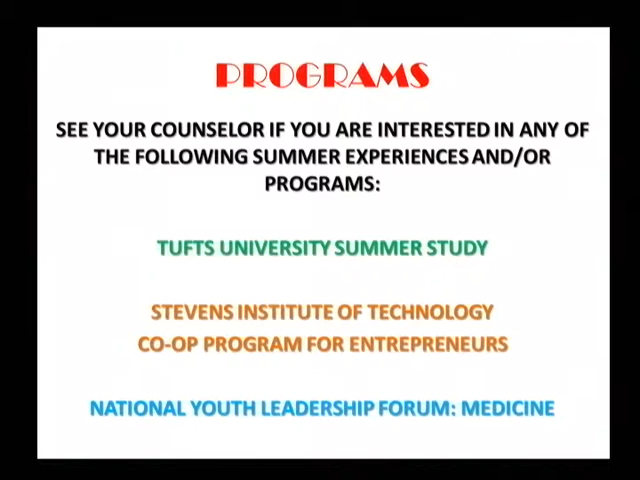 PROGRAMS
SEE YOUR COUNSELOR IF YOU ARE INTERESTED IN ANY OF
THE FOLLOWING SUMMER EXPERIENCES AND/OR
PROGRAMS:
TUFTS UNIVERSITY SUMMER STUDY
STEVENS INSTITUTE OF TECHNOLOGY
CO-OP PROGRAM FOR ENTREPRENEURS
NATIONAL YOUTH LEADERSHIP FORUM: MEDICINE